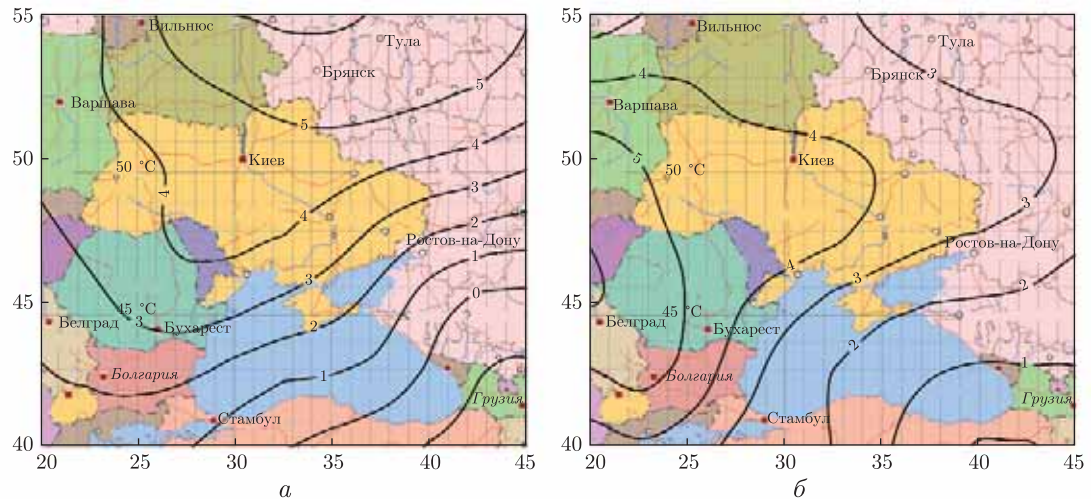 55
Вильнюс
Тула
Брянск
5
Варшава
5
4
50
50 °C
Киев
4
3
4
2
Ростов-на-Дону
1
3
0
45
45 °C
3
Белград
Бухарест
2
Болгария
1
Грузия
Стамбул
40
20
25
30
35
40
45
а
55
Вильнюс
Тула
4
Брянск
3
Варшава
4
50
5
50 °C
Киев
3
Ростов-на-Дону
4
3
2
45
45 °C
Белград
Бухарест
2
1
Болгария
Грузия
Стамбул
40
20
25
30
35
40
45
б